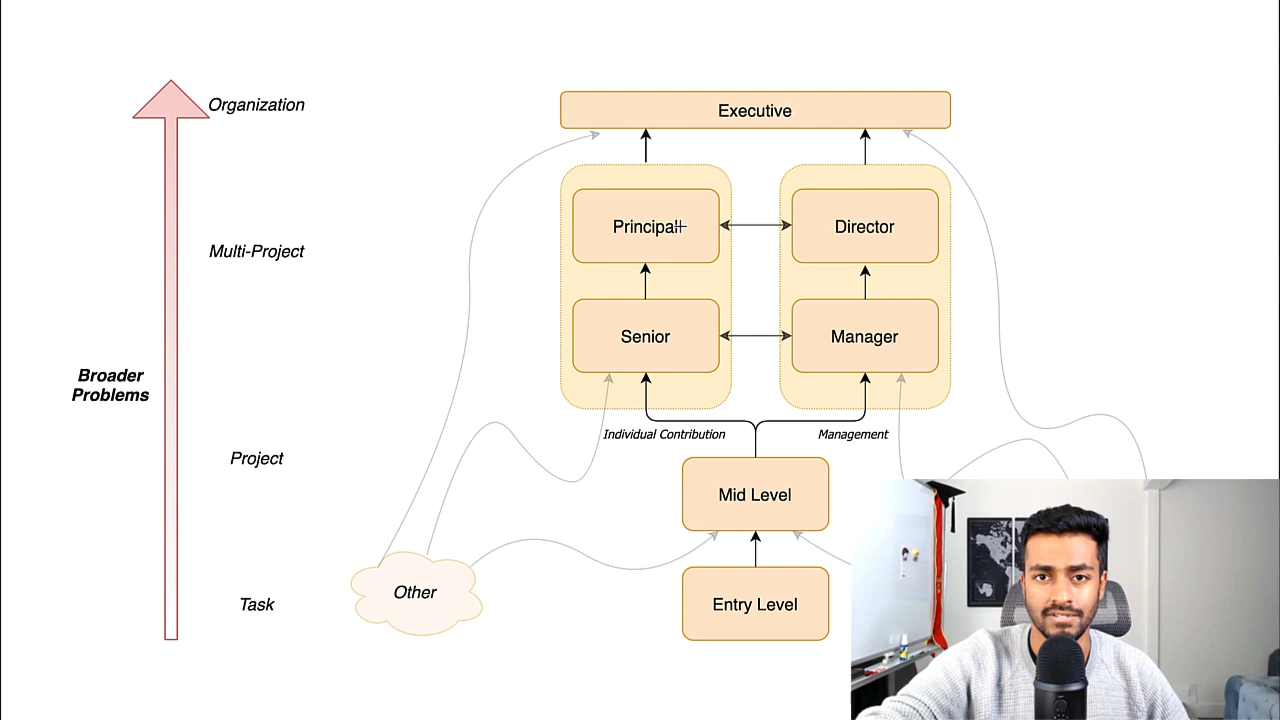 Organization
Executive
Principal
Director
Multi-Project
Senior
Manager
Broader
Problems
Individual Contribution
Management
Project
Mid Level
Other
Task
Entry Level